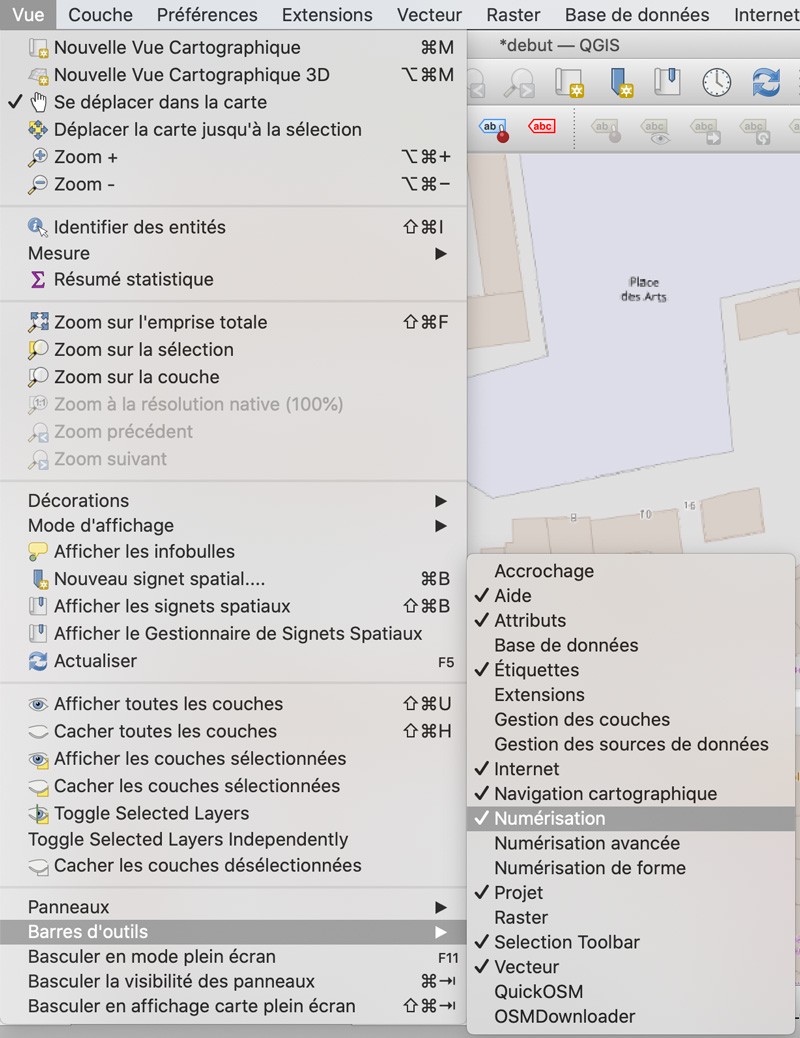 Vue Couche Préférences Extensions Vecteur Raster Base de données Internet
*debut — QGIS
Nouvelle Vue Cartographique ⌘M
Nouvelle Vue Cartographique 3D ⌥⌘M
✓ Se déplacer dans la carte
Déplacer la carte jusqu'à la sélection
Zoom + ⌥⌘+
Zoom - ⌥⌘−
ab abc ab abc abc abc
Identifier des entités ⇧⌘I
Mesure ▶
Résumé statistique
Place
des Arts
Zoom sur l'emprise totale ⇧⌘F
Zoom sur la sélection
Zoom sur la couche
Zoom à la résolution native (100%)
Zoom précédent
Zoom suivant
Décorations ▶
Mode d'affichage ▶
8 10 16
Afficher les infobulles
Nouveau signet spatial.... ⌘B
Afficher les signets spatiaux ⇧⌘B
Afficher le Gestionnaire de Signets Spatiaux
Actualiser F5
Afficher toutes les couches ⇧⌘U
Cacher toutes les couches ⇧⌘H
Afficher les couches sélectionnées
Cacher les couches sélectionnées
Toggle Selected Layers
Toggle Selected Layers Independently
Cacher les couches désélectionnées
Panneaux ▶
Barres d'outils ▶
Basculer en mode plein écran F11
Basculer la visibilité des panneaux ⌘⇥
Basculer en affichage carte plein écran ⇧⌘⇥
Accrochage
✓ Aide
✓ Attributs
Base de données
✓ Étiquettes
Extensions
Gestion des couches
Gestion des sources de données
✓ Internet
✓ Navigation cartographique
✓ Numérisation
Numérisation avancée
Numérisation de forme
✓ Projet
Raster
✓ Selection Toolbar
✓ Vecteur
QuickOSM
OSMDownloader